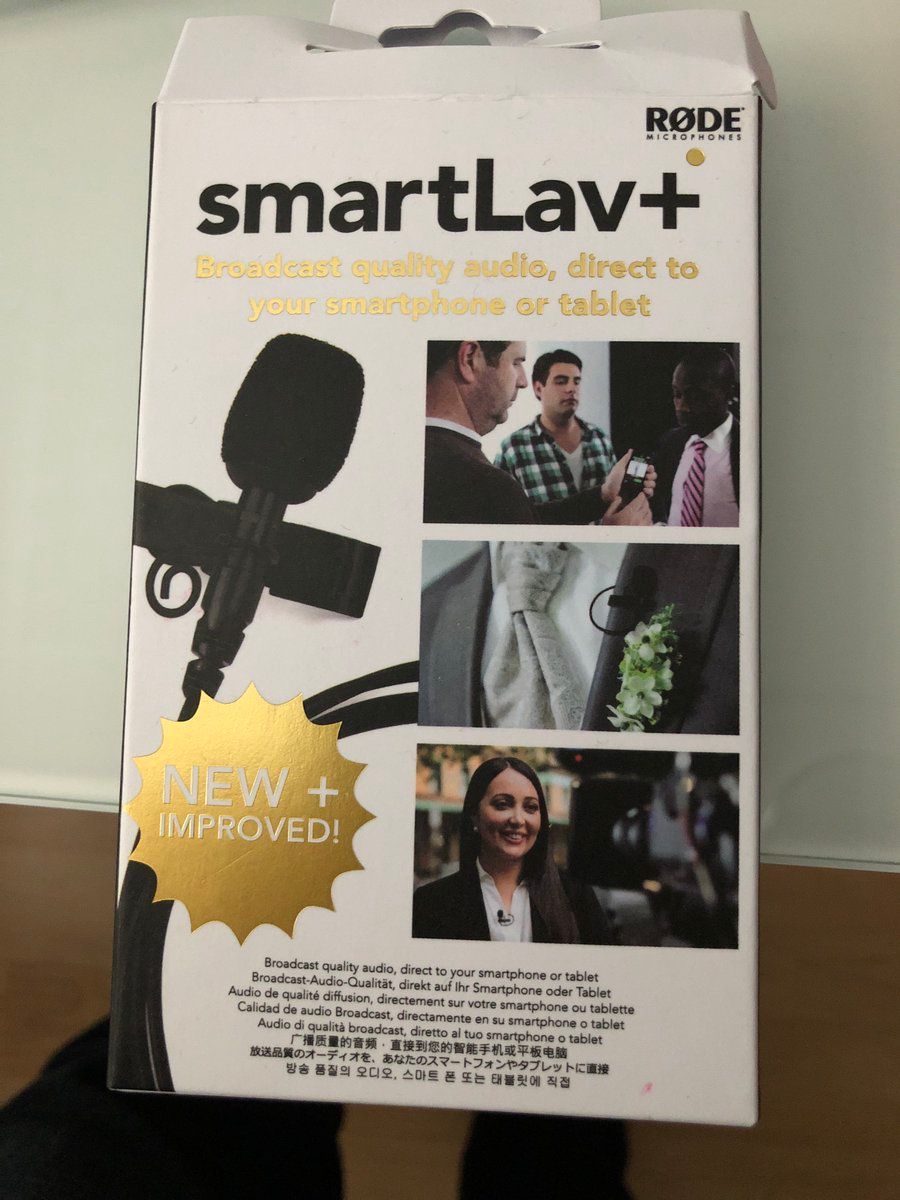 RØDE
MICROPHONES
smartLav+
Broadcast quality audio, direct to
your smartphone or tablet
NEW +
IMPROVED!
Broadcast quality audio, direct to your smartphone or tablet
Broadcast-Audio-Qualität, direkt auf Ihr Smartphone oder Tablet
Audio de qualité diffusion, directement sur votre smartphone ou tablette
Calidad de audio Broadcast, directamente en su smartphone o tablet
Audio di qualità broadcast, diretto al tuo smartphone o tablet
广播质量的音频 · 直接到您的智能手机或平板电脑
放送品質のオーディオを、あなたのスマートフォンやタブレットに直接
방송 품질의 오디오, 스마트 폰 또는 태블릿에 직접